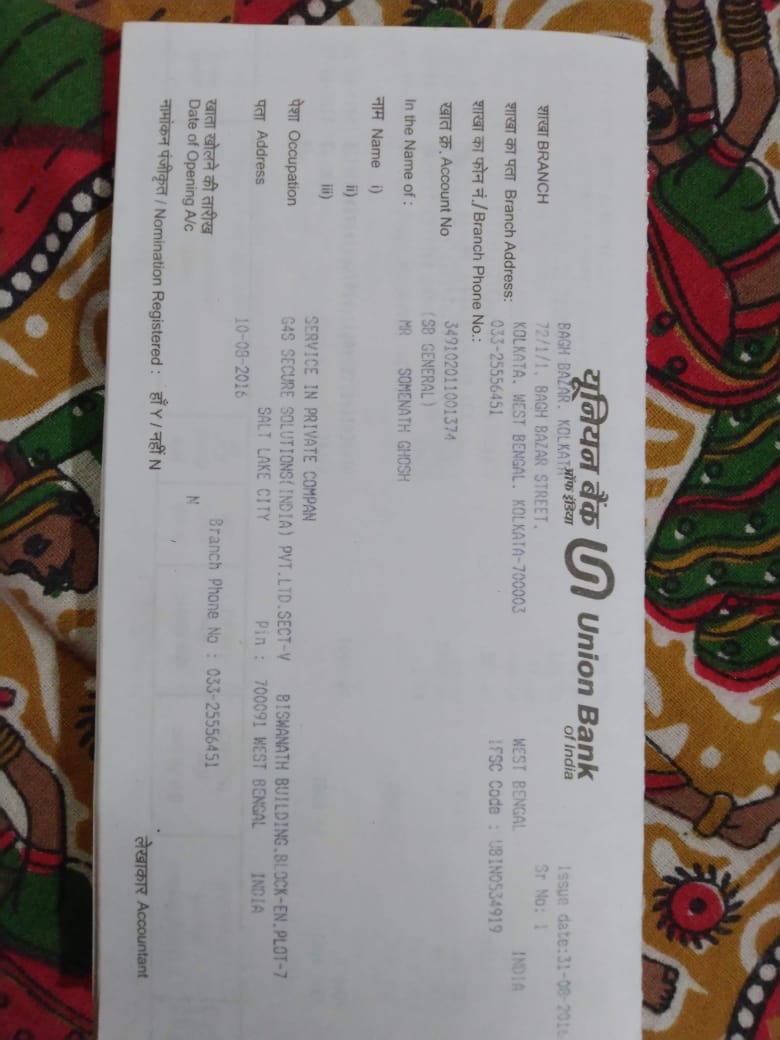 यूनियन बैंक Union Bank
ऑफ इंडिया of India
Issue date:31-08-2016
BAGH BAZAR. KOLKATA
शाखा BRANCH 72/1/1. BAGH BAZAR STREET. Sr No: 1
शाखा का पता Branch Address: KOLKATA. WEST BENGAL. KOLKATA-700003 WEST BENGAL INDIA
शाखा का फोन नं./Branch Phone No.: 033-25556451 IFSC Code : UBIN0534919
खात क्र. Account No 349102011001374
(SB GENERAL)
In the Name of : MR SOMENATH GHOSH
नाम Name i)
ii)
iii)
पेशा Occupation SERVICE IN PRIVATE COMPAN
पता Address G4S SECURE SOLUTIONS(INDIA) PVT.LTD.SECT-V BISWANATH BUILDING.BLOCK-EN.PLOT-7
SALT LAKE CITY Pin : 700091 WEST BENGAL INDIA
खाता खोलने की तारीख
Date of Opening A/c 10-08-2016
Branch Phone No : 033-25556451
नामांकन पंजीकृत / Nomination Registered : हाँ Y / नहीं N N
लेखाकार Accountant